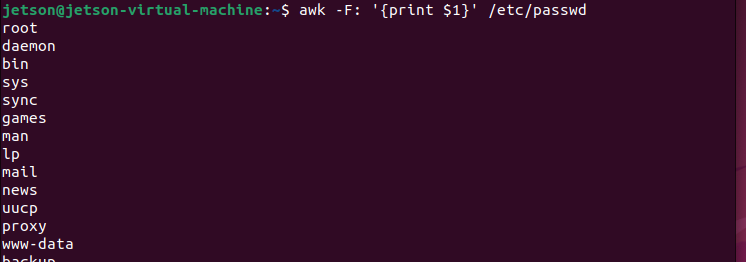 jetson@jetson-virtual-machine:~$ awk -F: '{print $1}' /etc/passwd
root
daemon
bin
sys
sync
games
man
lp
mail
news
uucp
proxy
www-data
backup